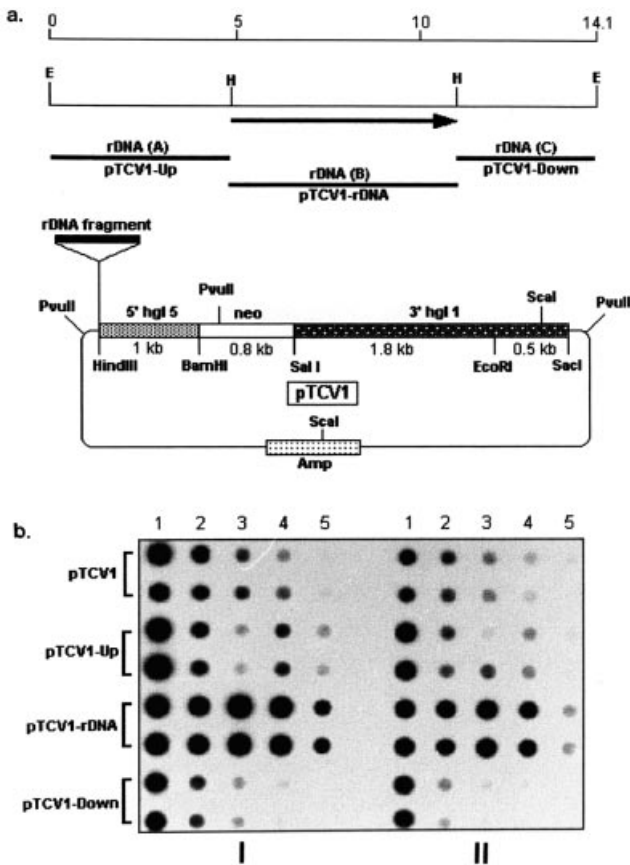 a.
0 5 10 14.1
E H H E
rDNA (A) rDNA (B) rDNA (C)
pTCV1-Up pTCV1-rDNA pTCV1-Down
rDNA fragment
PvuII 5' hgl 5 PvuII neo 3' hgl 1 ScaI PvuII
1 kb 0.8 kb 1.8 kb 0.5 kb
HindIII BamHI Sal I EcoRI SacI
pTCV1
ScaI
Amp
b.
1 2 3 4 5 1 2 3 4 5
pTCV1
pTCV1-Up
pTCV1-rDNA
pTCV1-Down
I II